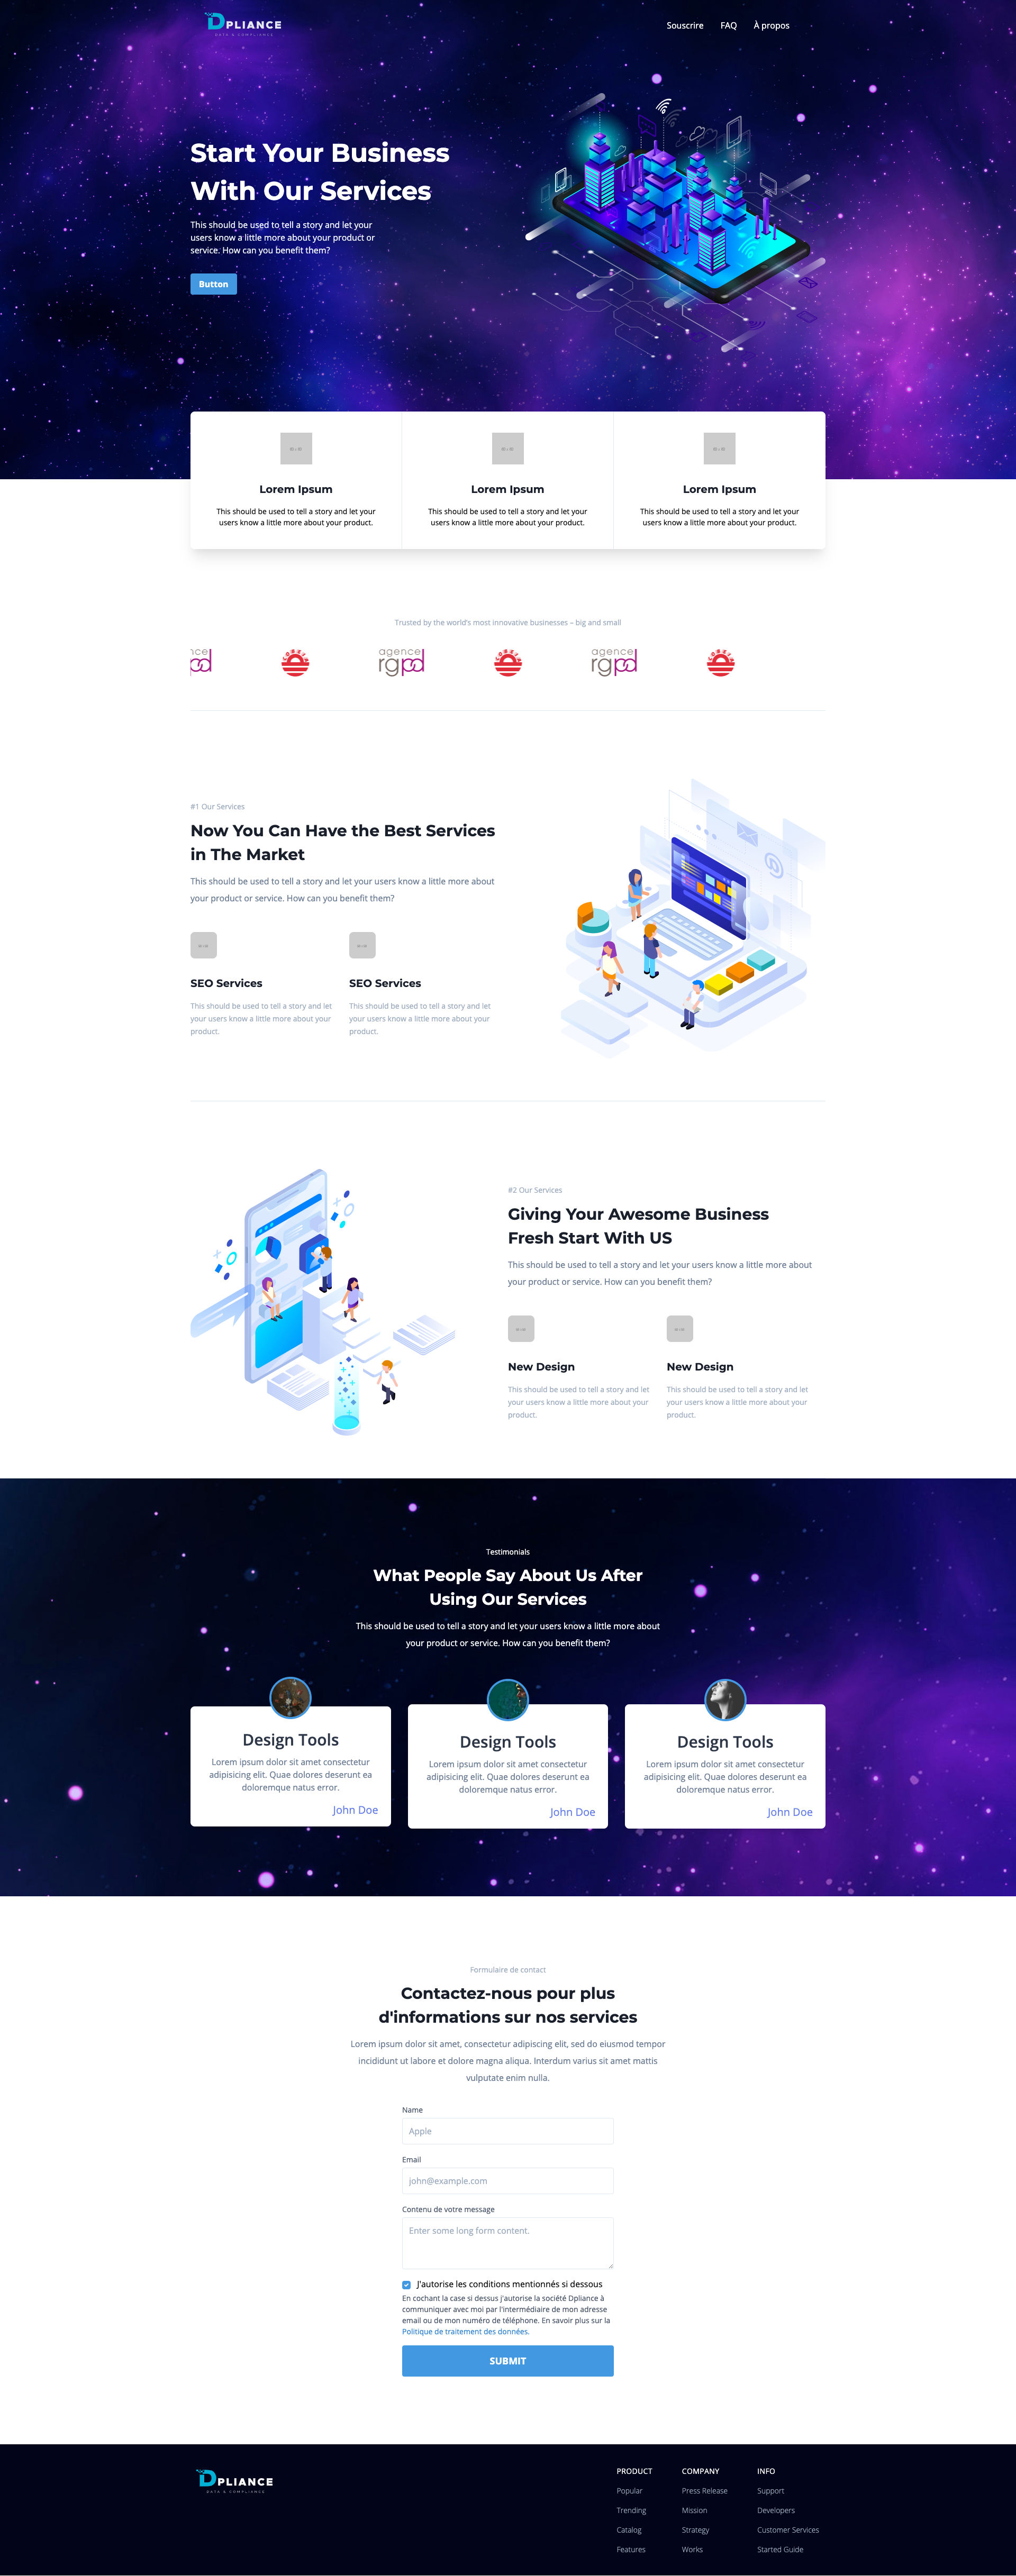 DPLIANCE
DATA & COMPLIANCE
Souscrire FAQ À propos
Start Your Business
With Our Services
This should be used to tell a story and let your
users know a little more about your product or
service. How can you benefit them?
Button
Lorem Ipsum
This should be used to tell a story and let your
users know a little more about your product.
Lorem Ipsum
This should be used to tell a story and let your
users know a little more about your product.
Lorem Ipsum
This should be used to tell a story and let your
users know a little more about your product.
Trusted by the world's most innovative businesses – big and small
agence
rgpd
agence
rgpd
#1 Our Services
Now You Can Have the Best Services
in The Market
This should be used to tell a story and let your users know a little more about
your product or service. How can you benefit them?
SEO Services
This should be used to tell a story and let
your users know a little more about your
product.
SEO Services
This should be used to tell a story and let
your users know a little more about your
product.
#2 Our Services
Giving Your Awesome Business
Fresh Start With US
This should be used to tell a story and let your users know a little more about
your product or service. How can you benefit them?
New Design
This should be used to tell a story and let
your users know a little more about your
product.
New Design
This should be used to tell a story and let
your users know a little more about your
product.
Testimonials
What People Say About Us After
Using Our Services
This should be used to tell a story and let your users know a little more about
your product or service. How can you benefit them?
Design Tools
Lorem ipsum dolor sit amet consectetur
adipisicing elit. Quae dolores deserunt ea
doloremque natus error.
John Doe
Design Tools
Lorem ipsum dolor sit amet consectetur
adipisicing elit. Quae dolores deserunt ea
doloremque natus error.
John Doe
Design Tools
Lorem ipsum dolor sit amet consectetur
adipisicing elit. Quae dolores deserunt ea
doloremque natus error.
John Doe
Formulaire de contact
Contactez-nous pour plus
d'informations sur nos services
Lorem ipsum dolor sit amet, consectetur adipiscing elit, sed do eiusmod tempor
incididunt ut labore et dolore magna aliqua. Interdum varius sit amet mattis
vulputate enim nulla.
Name
Apple
Email
john@example.com
Contenu de votre message
Enter some long form content.
J'autorise les conditions mentionnés si dessous
En cochant la case si dessus j'autorise la société Dpliance à
communiquer avec moi par l'intermédiaire de mon adresse
email ou de mon numéro de téléphone. En savoir plus sur la
Politique de traitement des données.
SUBMIT
DPLIANCE
DATA & COMPLIANCE
PRODUCT
Popular
Trending
Catalog
Features
COMPANY
Press Release
Mission
Strategy
Works
INFO
Support
Developers
Customer Services
Started Guide